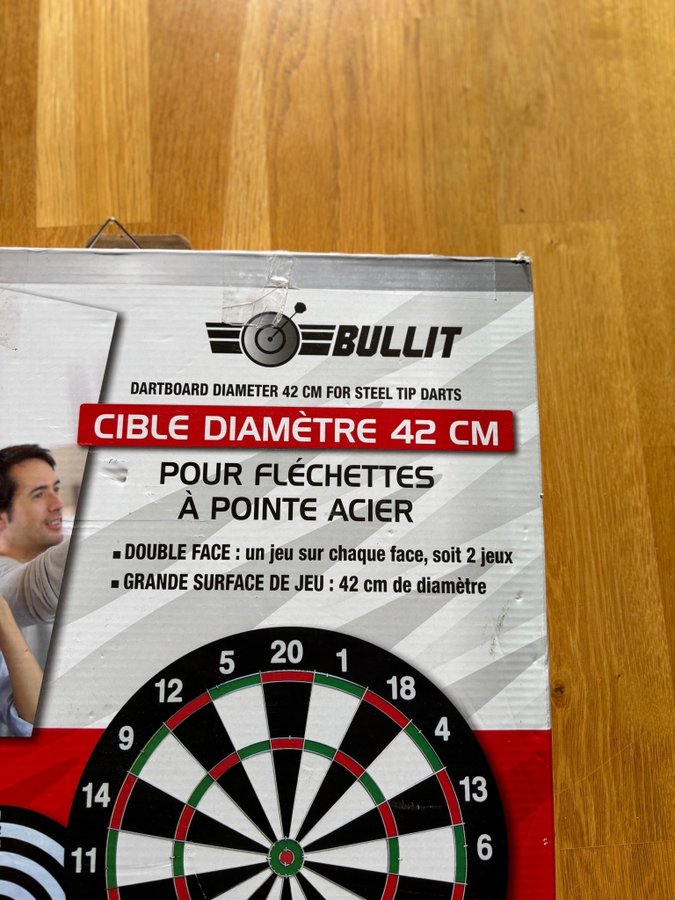 BULLIT
DARTBOARD DIAMETER 42 CM FOR STEEL TIP DARTS
CIBLE DIAMÈTRE 42 CM
POUR FLÉCHETTES
À POINTE ACIER
▪ DOUBLE FACE : un jeu sur chaque face, soit 2 jeux
▪ GRANDE SURFACE DE JEU : 42 cm de diamètre
5 20 1
12 18
9 4
14 13
11 6